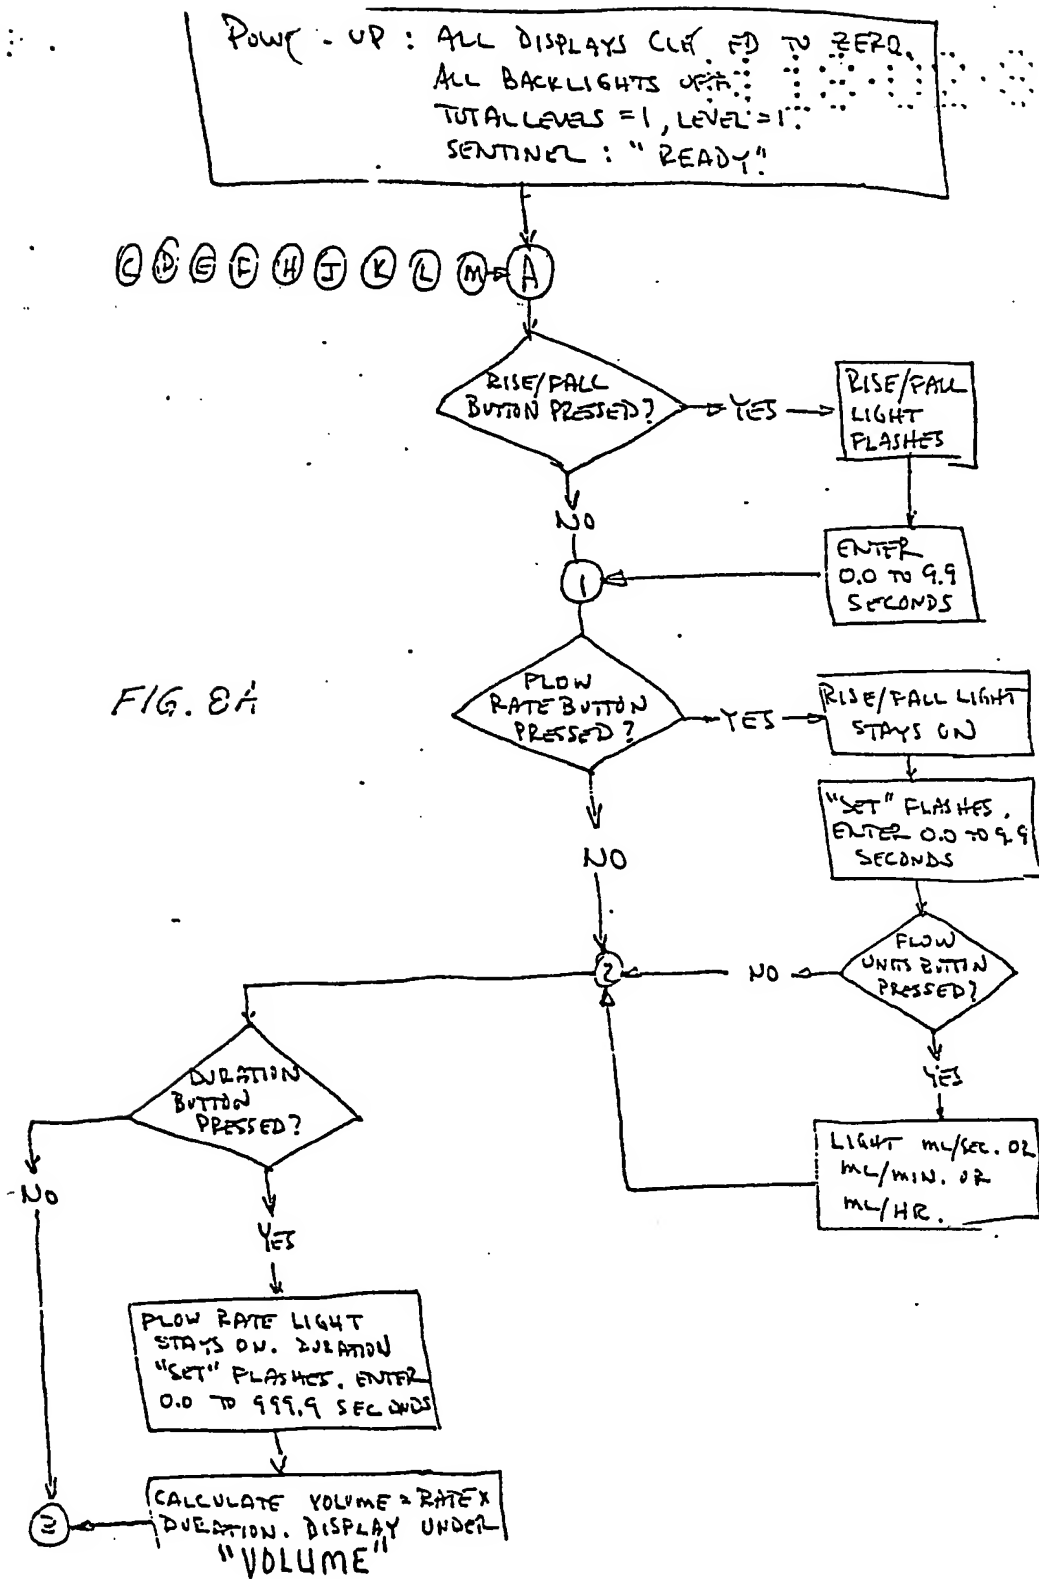 POWE - UP : ALL DISPLAYS CLE ED TO ZERO.
ALL BACKLIGHTS OFF.
TOTAL LEVELS = 1, LEVEL = 1.
SENTINEL : "READY".
C D E F H J K L M A
RISE/FALL
BUTTON PRESSED?
YES
RISE/FALL
LIGHT
FLASHES
NO
ENTER
0.0 TO 9.9
SECONDS
1
FIG. 8A
FLOW
RATE BUTTON
PRESSED?
YES
RISE/FALL LIGHT
STAYS ON
"SET" FLASHES.
ENTER 0.0 TO 9.9
SECONDS
NO
FLOW
UNITS BUTTON
PRESSED?
NO
2
YES
LIGHT mL/SEC. OR
mL/MIN. OR
mL/HR.
DURATION
BUTTON
PRESSED?
NO
YES
FLOW RATE LIGHT
STAYS ON. DURATION
"SET" FLASHES. ENTER
0.0 TO 999.9 SECONDS
CALCULATE VOLUME = RATE X
DURATION. DISPLAY UNDER
"VOLUME"